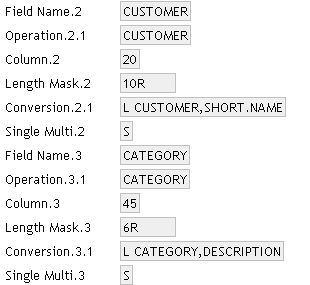 Field Name.2 CUSTOMER
Operation.2.1 CUSTOMER
Column.2 20
Length Mask.2 10R
Conversion.2.1 L CUSTOMER,SHORT.NAME
Single Multi.2 S
Field Name.3 CATEGORY
Operation.3.1 CATEGORY
Column.3 45
Length Mask.3 6R
Conversion.3.1 L CATEGORY,DESCRIPTION
Single Multi.3 S